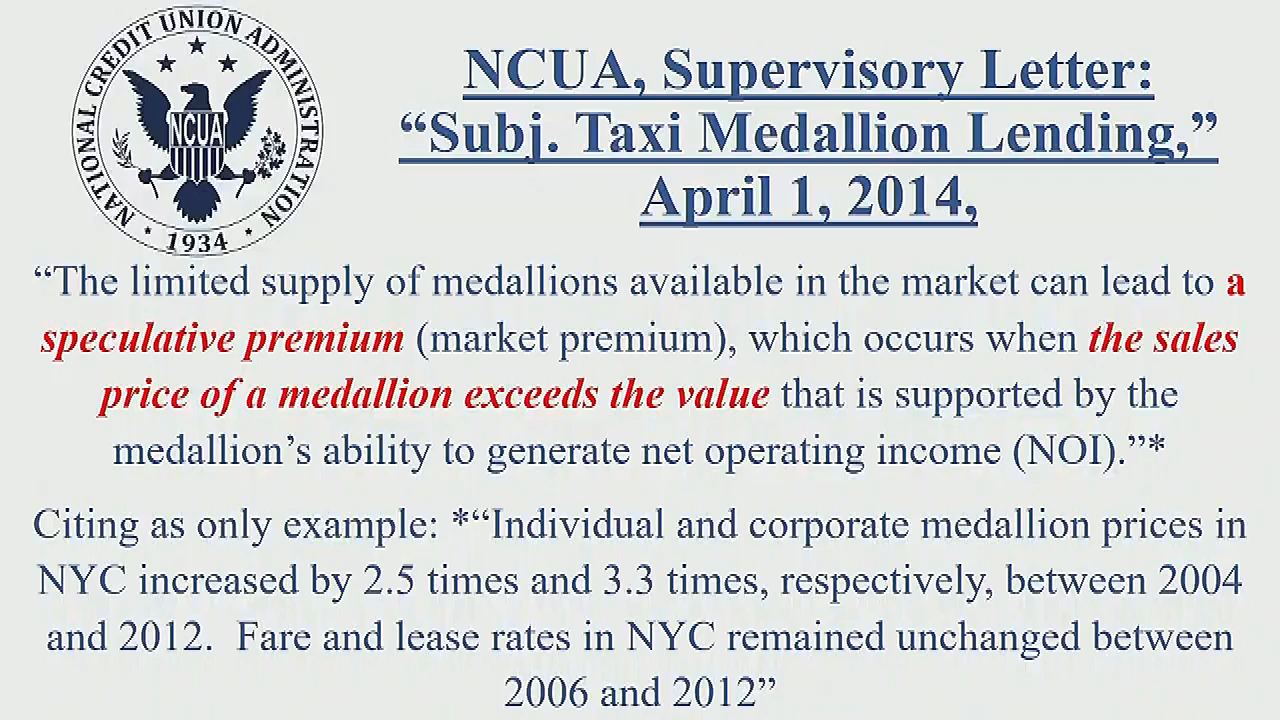 NATIONAL CREDIT UNION ADMINISTRATION
NCUA
1934
NCUA, Supervisory Letter:
“Subj. Taxi Medallion Lending,”
April 1, 2014,
“The limited supply of medallions available in the market can lead to a
speculative premium (market premium), which occurs when the sales
price of a medallion exceeds the value that is supported by the
medallion’s ability to generate net operating income (NOI).”*
Citing as only example: *“Individual and corporate medallion prices in
NYC increased by 2.5 times and 3.3 times, respectively, between 2004
and 2012.  Fare and lease rates in NYC remained unchanged between
2006 and 2012”